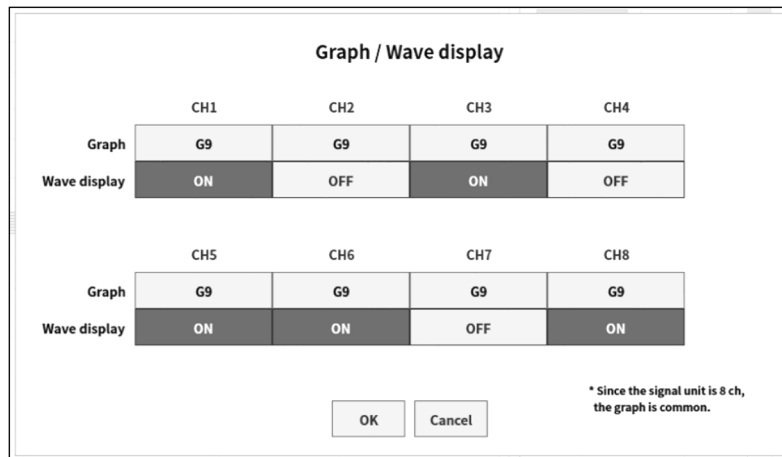 Graph / Wave display
CH1 CH2 CH3 CH4
Graph G9 G9 G9 G9
Wave display ON OFF ON OFF
CH5 CH6 CH7 CH8
Graph G9 G9 G9 G9
Wave display ON ON OFF ON
* Since the signal unit is 8 ch,
the graph is common.
OK Cancel